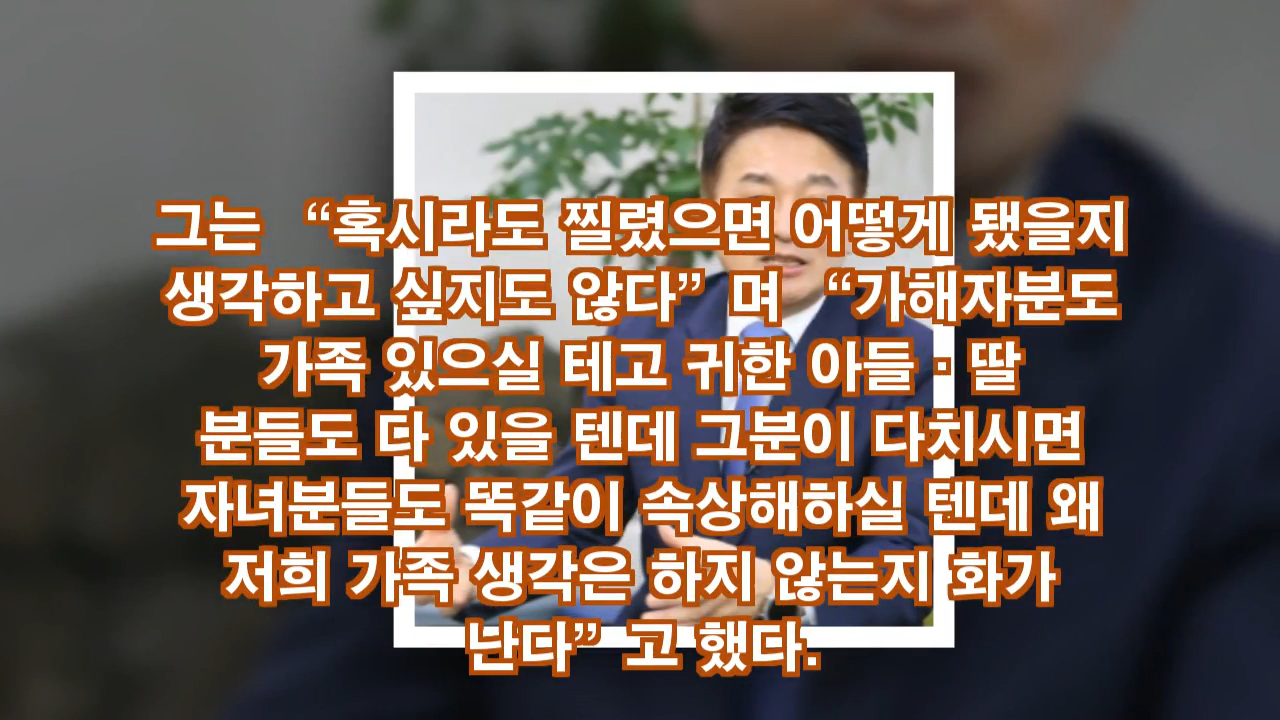 그는 “혹시라도 찔렸으면 어떻게 됐을지
생각하고 싶지도 않다” 며 “가해자분도
가족 있으실 테고 귀한 아들 · 딸
분들도 다 있을 텐데 그분이 다치시면
자녀분들도 똑같이 속상해하실 텐데 왜
저희 가족 생각은 하지 않는지 화가
난다” 고 했다.